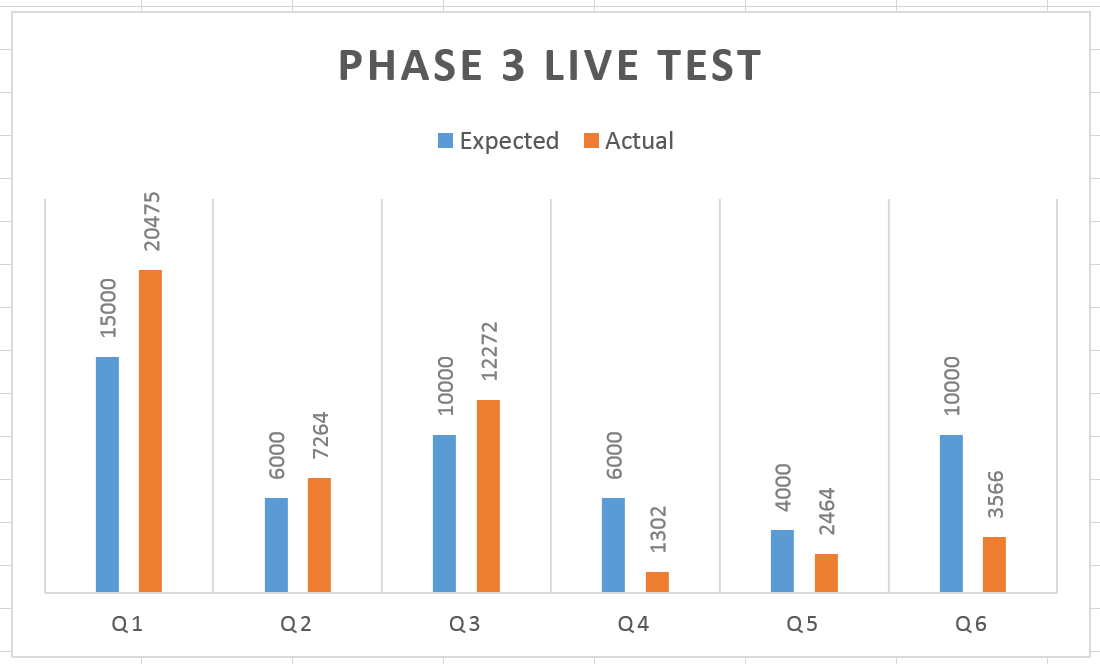 PHASE 3 LIVE TEST
Expected Actual
15000 20475
6000 7264
10000 12272
6000 1302
4000 2464
10000 3566
Q1 Q2 Q3 Q4 Q5 Q6